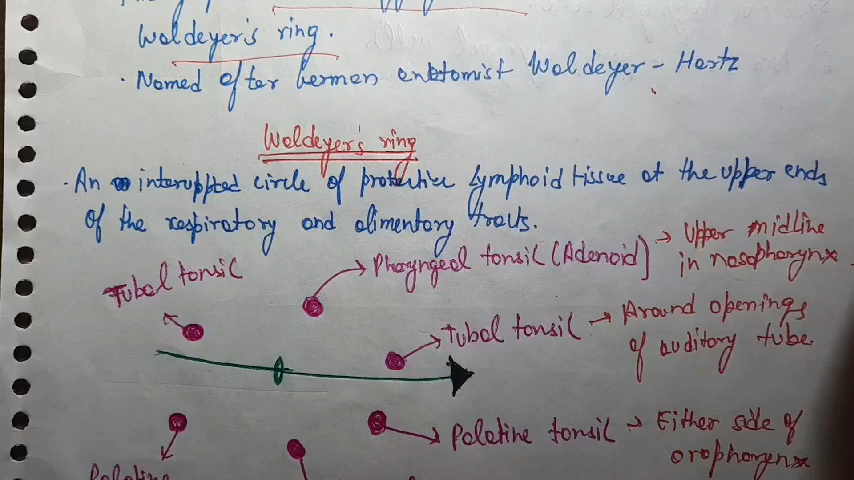 Waldeyer's ring.
· Named after German anatomist Waldeyer - Hartz
Waldeyer's ring
· An interuppted circle of protective lymphoid tissue at the upper ends
of the respiratory and alimentary tracts.
Tubal tonsil
Pharyngeal tonsil (Adenoid) → Upper midline
in nasopharynx
Tubal tonsil → Around openings
of auditory tube
Palatine tonsil → Either side of
oropharynx
Palatine